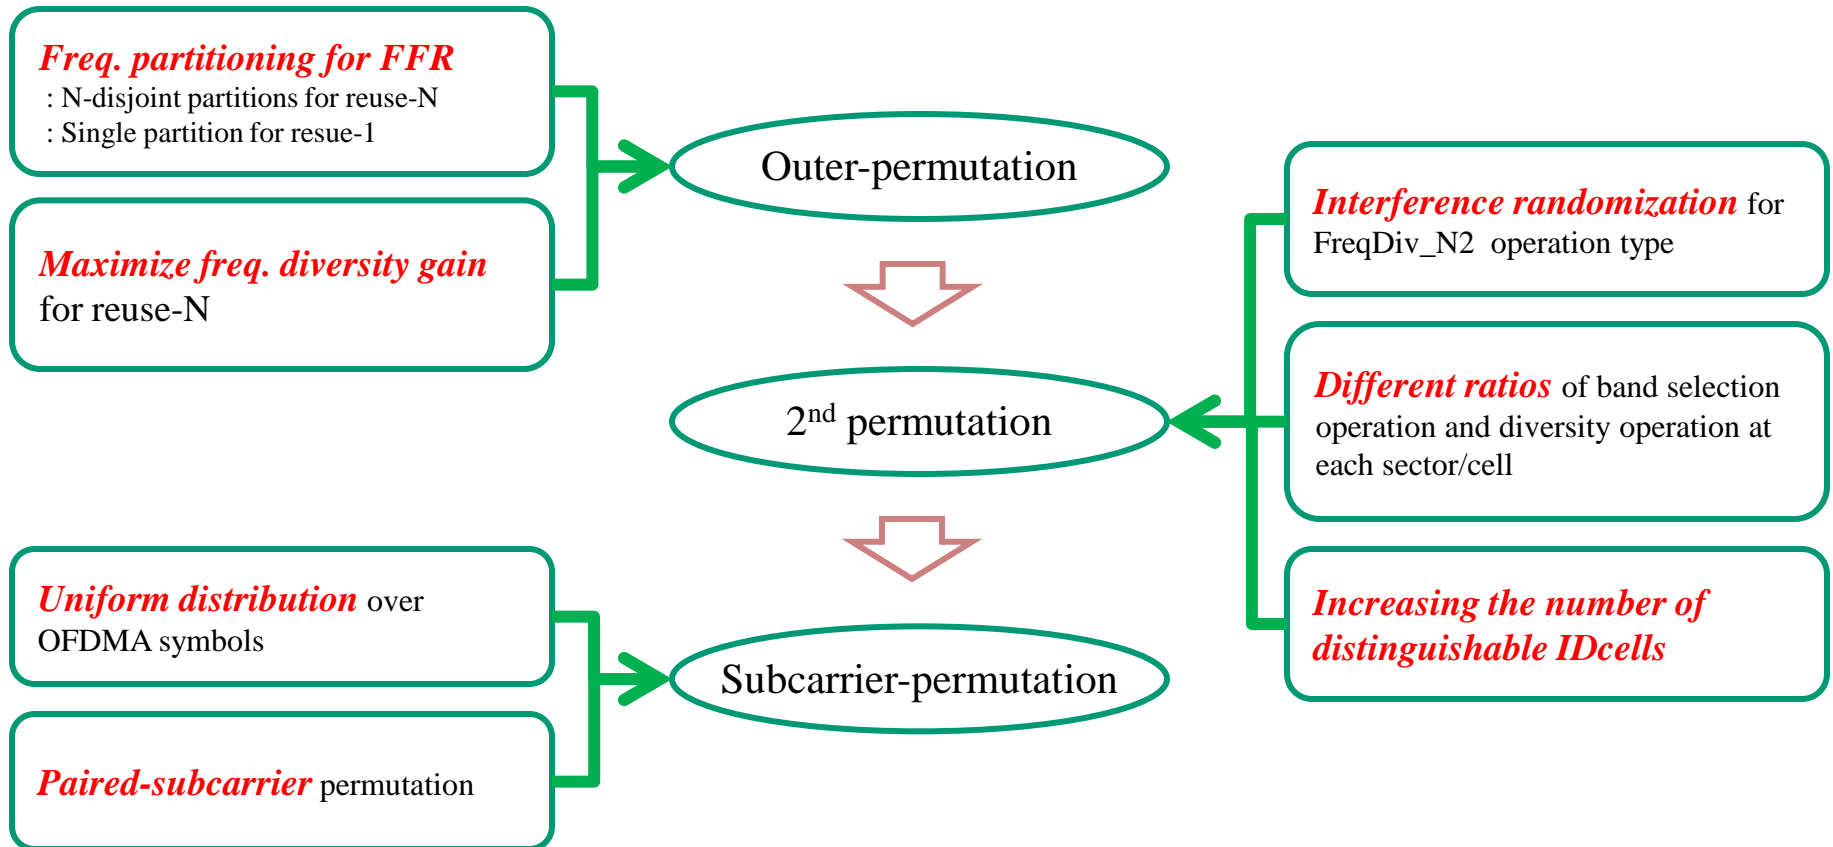 Freq. partitioning for FFR
: N-disjoint partitions for reuse-N
: Single partition for resue-1
Maximize freq. diversity gain
for reuse-N
Outer-permutation
Interference randomization for
FreqDiv_N2 operation type
Different ratios of band selection
operation and diversity operation at
each sector/cell
Increasing the number of
distinguishable IDcells
2nd permutation
Uniform distribution over
OFDMA symbols
Paired-subcarrier permutation
Subcarrier-permutation